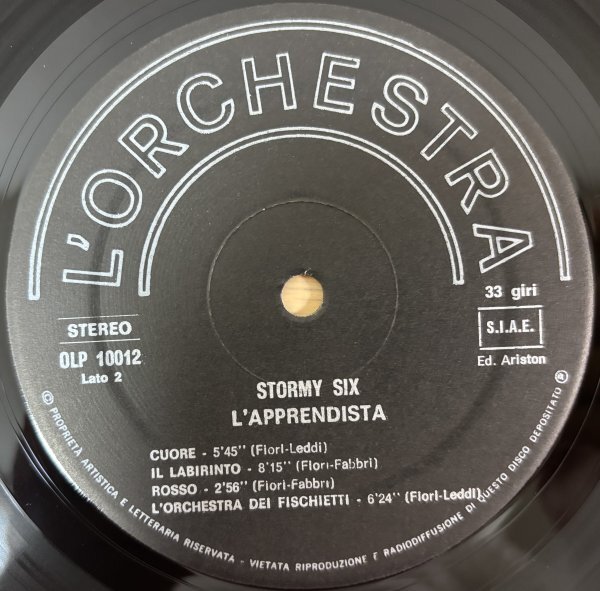 L'ORCHESTRA
33 giri
STEREO
S.I.A.E.
OLP 10012
Ed. Ariston
Lato 2
STORMY SIX
L'APPRENDISTA
CUORE - 5'45" (Fiori-Leddi)
IL LABIRINTO - 8'15" (Fiori-Fabbri)
ROSSO - 2'56" (Fiori-Fabbri)
L'ORCHESTRA DEI FISCHIETTI - 6'24" (Fiori-Leddi)
© PROPRIETA ARTISTICA E LETTERARIA RISERVATA - VIETATA RIPRODUZIONE E RADIODIFFUSIONE DI QUESTO DISCO DEPOSITATO ®